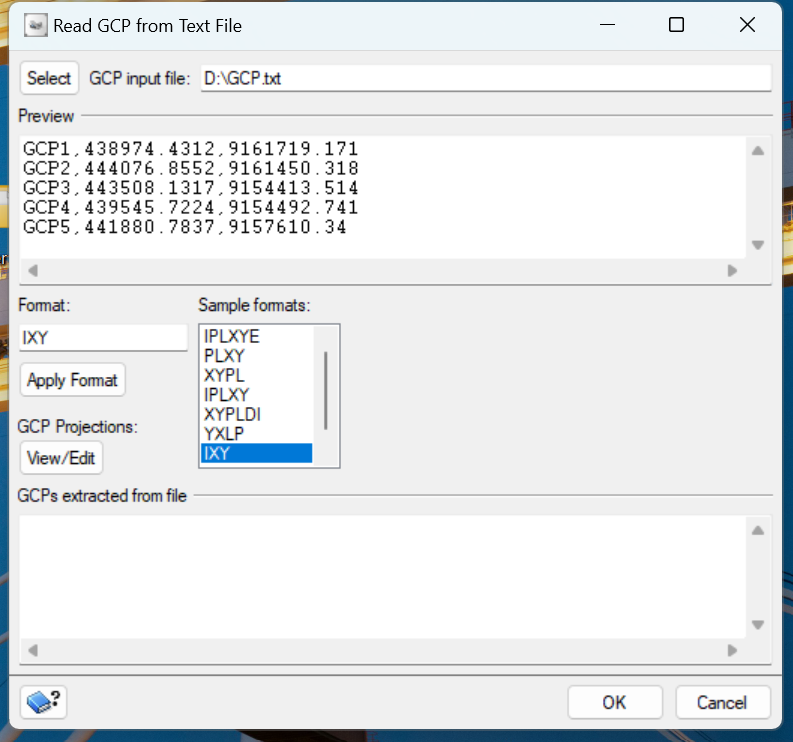 Read GCP from Text File
Select GCP input file: D:\GCP.txt
Preview
GCP1,438974.4312,9161719.171
GCP2,444076.8552,9161450.318
GCP3,443508.1317,9154413.514
GCP4,439545.7224,9154492.741
GCP5,441880.7837,9157610.34
Format:
IXY
Apply Format
GCP Projections:
View/Edit
Sample formats:
IPLXYE
PLXY
XYPL
IPLXY
XYPLDI
YXLP
IXY
GCPs extracted from file
?
OK Cancel